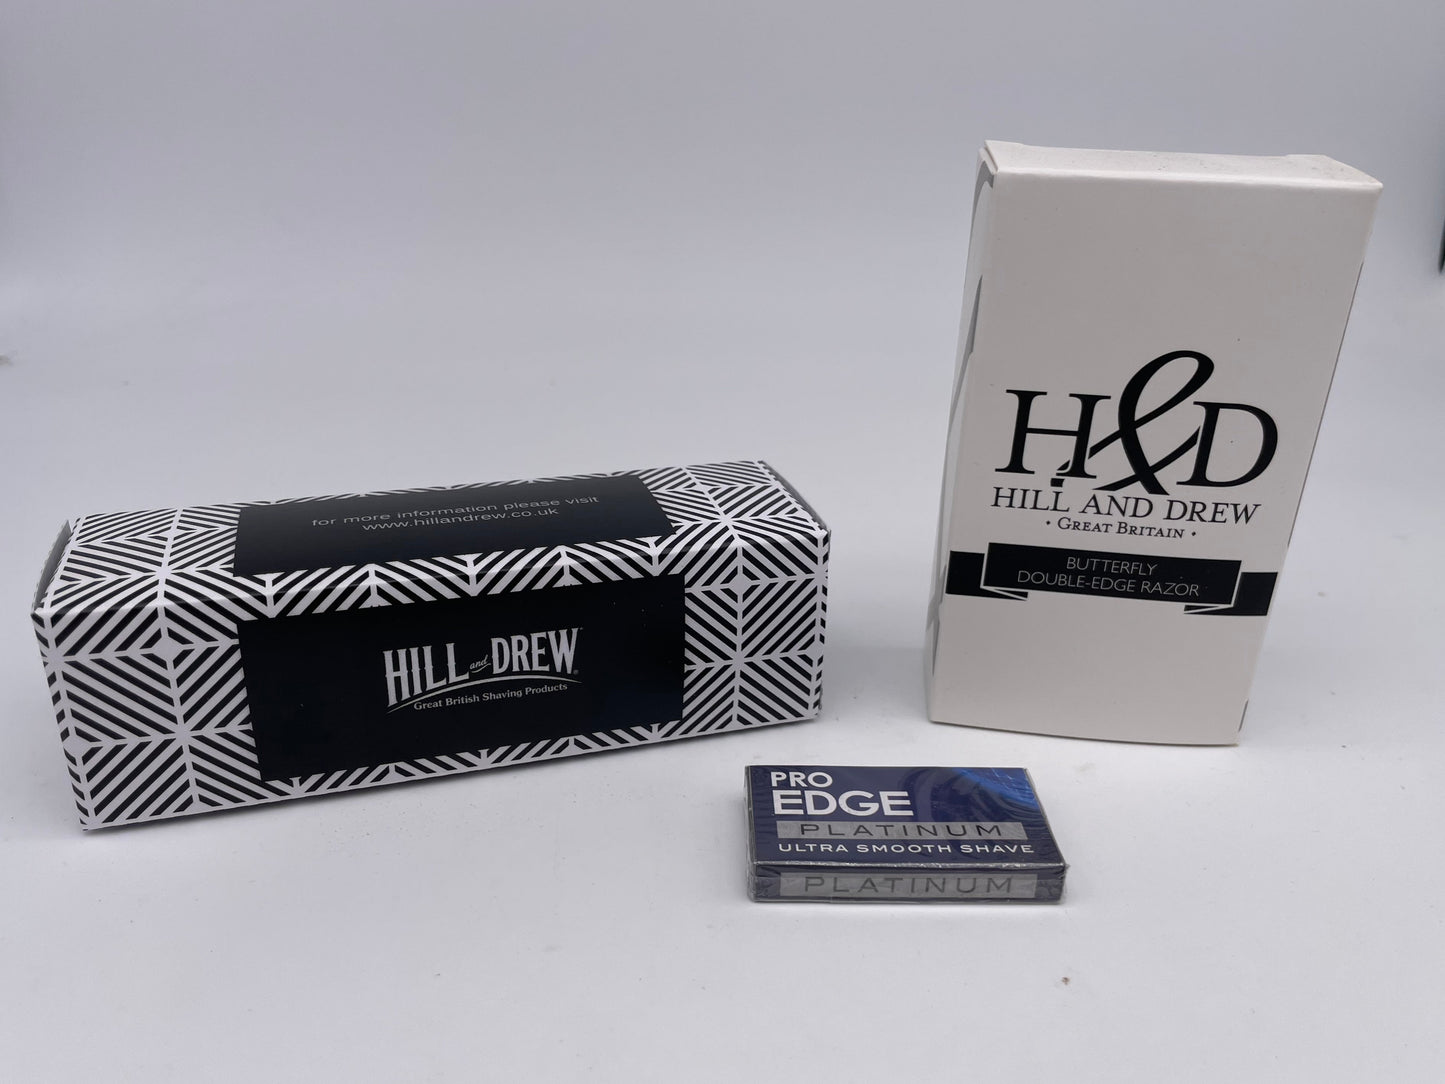 for more information please visit
www.hillandrew.co.uk
HILL and DREW
Great British Shaving Products
H&D
HILL AND DREW
• GREAT BRITAIN •
BUTTERFLY
DOUBLE-EDGE RAZOR
PRO
EDGE
PLATINUM
ULTRA SMOOTH SHAVE
PLATINUM